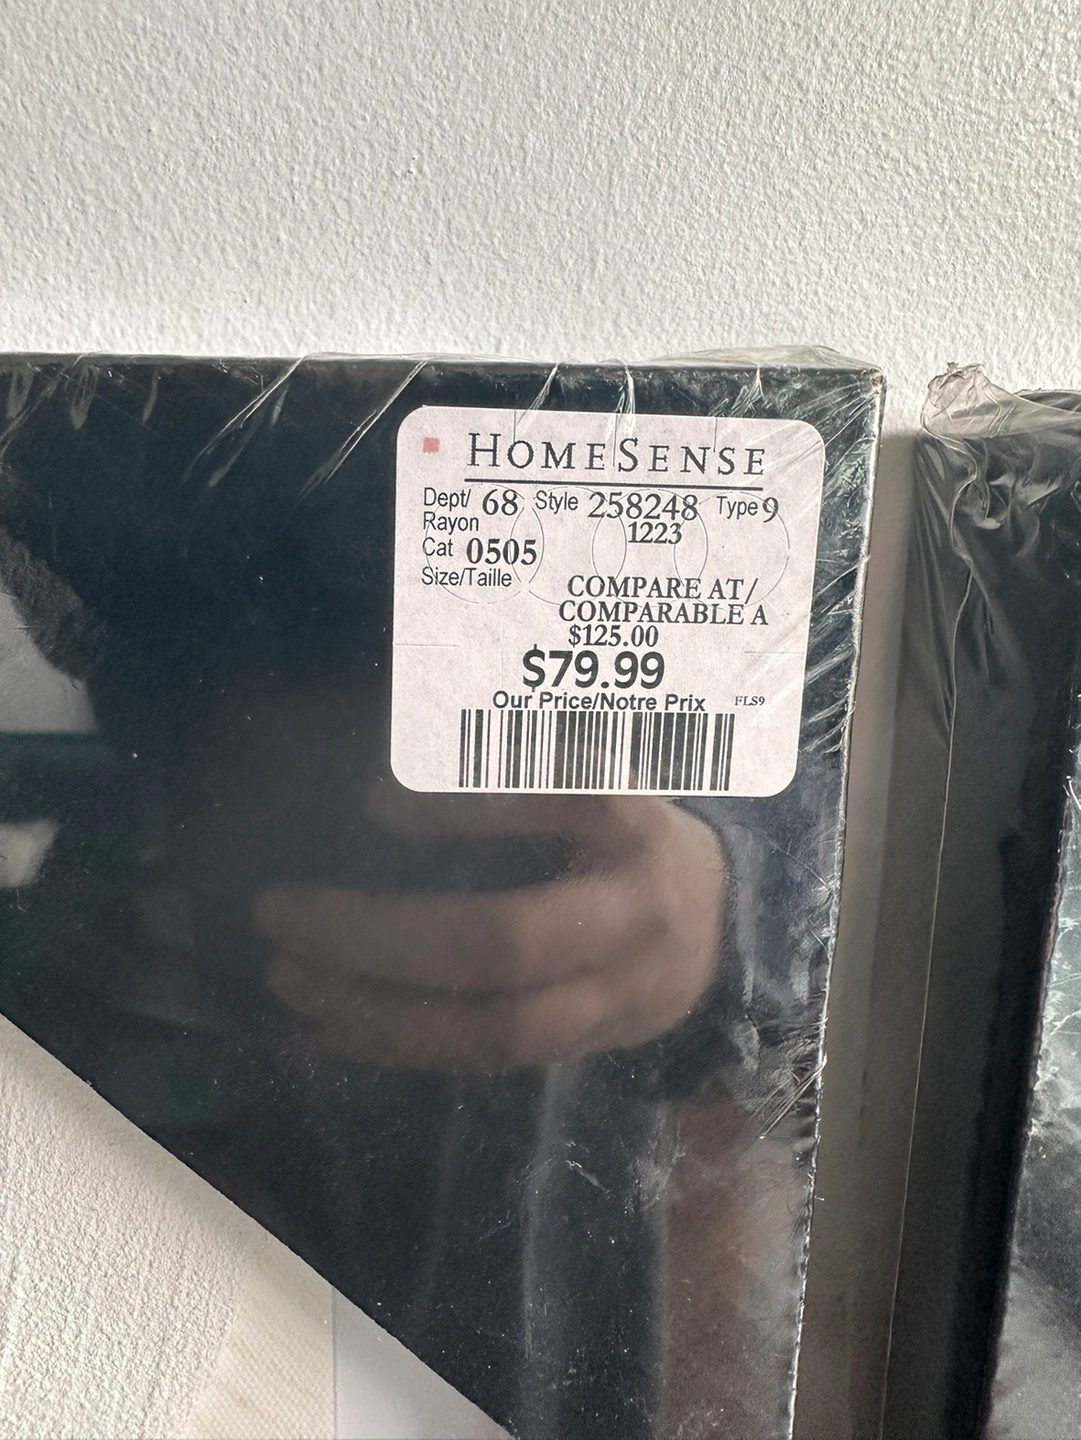 HOMESENSE
Dept/ 68 Style 258248 Type 9
Rayon 1223
Cat 0505
Size/Taille
COMPARE AT/
COMPARABLE A
$125.00
$79.99
Our Price/Notre Prix FLS9